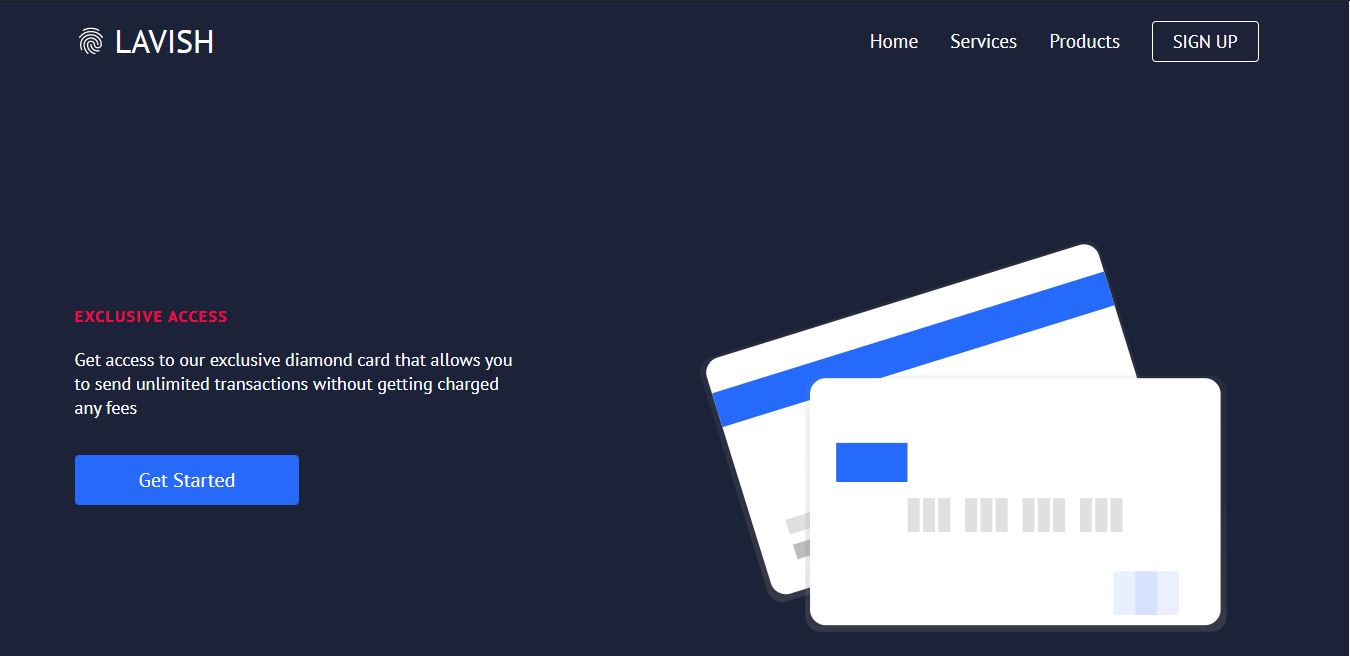 LAVISH
Home
Services
Products
SIGN UP
EXCLUSIVE ACCESS
Get access to our exclusive diamond card that allows you
to send unlimited transactions without getting charged
any fees
Get Started